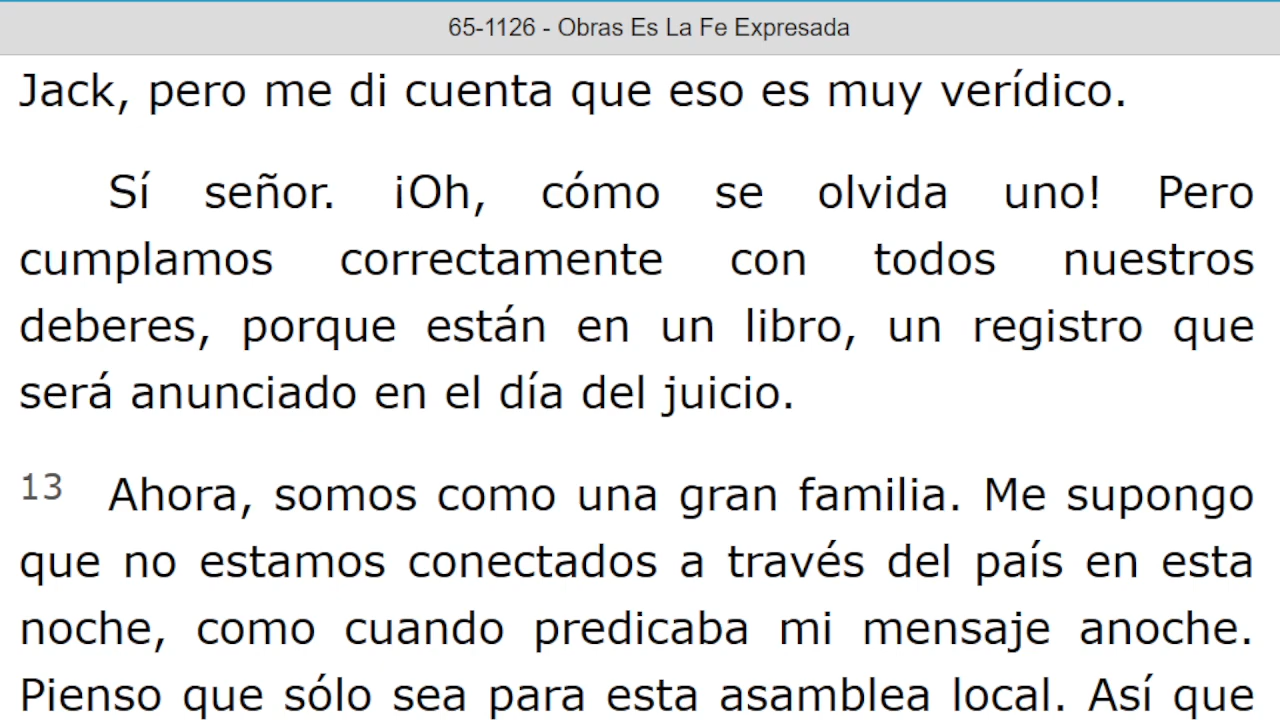 65-1126 - Obras Es La Fe Expresada
Jack, pero me di cuenta que eso es muy verídico.
Sí señor. ¡Oh, cómo se olvida uno! Pero
cumplamos correctamente con todos nuestros
deberes, porque están en un libro, un registro que
será anunciado en el día del juicio.
13 Ahora, somos como una gran familia. Me supongo
que no estamos conectados a través del país en esta
noche, como cuando predicaba mi mensaje anoche.
Pienso que sólo sea para esta asamblea local. Así que